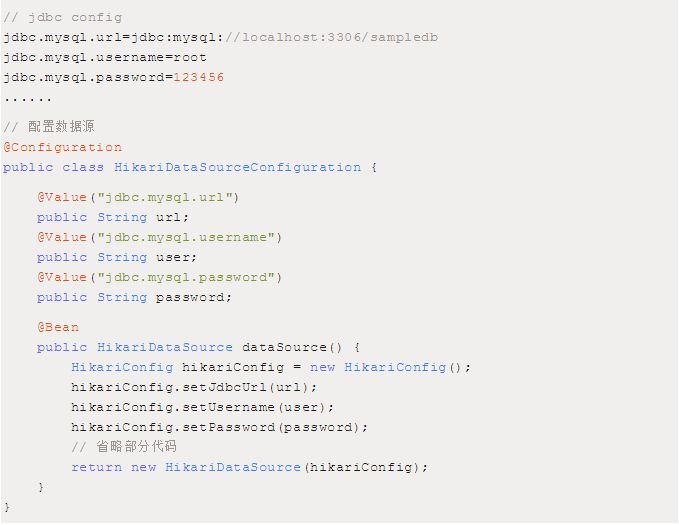 // jdbc config
jdbc.mysql.url=jdbc:mysql://localhost:3306/sampledb
jdbc.mysql.username=root
jdbc.mysql.password=123456
......
// 配置数据源
@Configuration
public class HikariDataSourceConfiguration {
@Value("jdbc.mysql.url")
public String url;
@Value("jdbc.mysql.username")
public String user;
@Value("jdbc.mysql.password")
public String password;
@Bean
public HikariDataSource dataSource() {
HikariConfig hikariConfig = new HikariConfig();
hikariConfig.setJdbcUrl(url);
hikariConfig.setUsername(user);
hikariConfig.setPassword(password);
// 省略部分代码
return new HikariDataSource(hikariConfig);
}
}